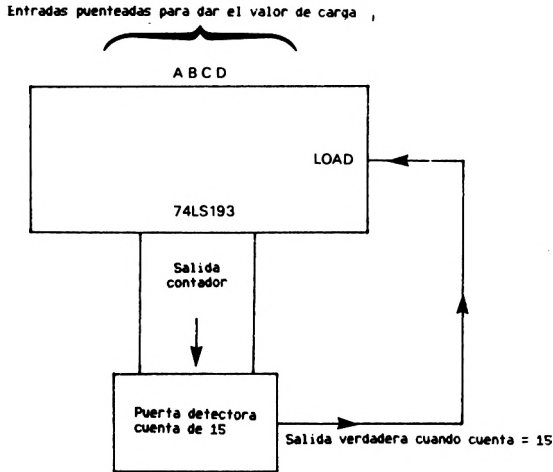 Entradas puenteadas para dar el valor de carga
A B C D
LOAD
74LS193
Salida
contador
Puerta detectora
cuenta de 15
Salida verdadera cuando cuenta = 15